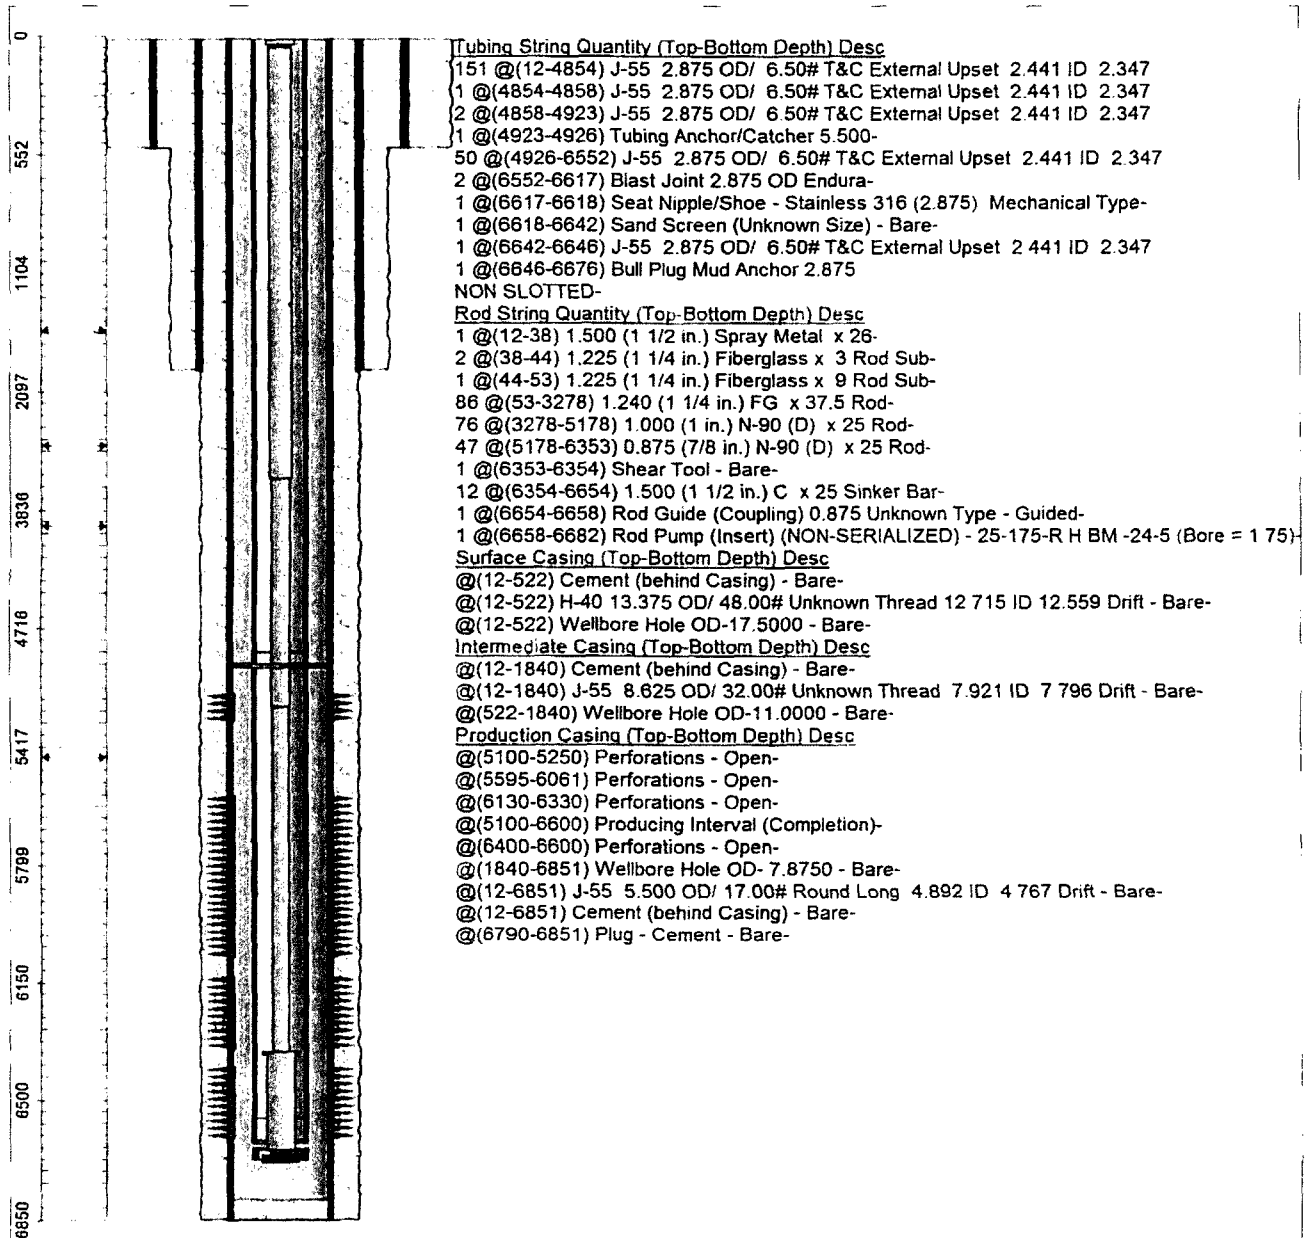 0
552
1104
2097
3836
4718
5417
5799
6150
6500
6850
Tubing String Quantity (Top-Bottom Depth) Desc
151 @(12-4854) J-55 2.875 OD/ 6.50# T&C External Upset 2.441 ID 2.347
1 @(4854-4858) J-55 2.875 OD/ 6.50# T&C External Upset 2.441 ID 2.347
2 @(4858-4923) J-55 2.875 OD/ 6.50# T&C External Upset 2.441 ID 2.347
1 @(4923-4926) Tubing Anchor/Catcher 5.500-
50 @(4926-6552) J-55 2.875 OD/ 6.50# T&C External Upset 2.441 ID 2.347
2 @(6552-6617) Blast Joint 2.875 OD Endura-
1 @(6617-6618) Seat Nipple/Shoe - Stainless 316 (2.875) Mechanical Type-
1 @(6618-6642) Sand Screen (Unknown Size) - Bare-
1 @(6642-6646) J-55 2.875 OD/ 6.50# T&C External Upset 2 441 ID 2.347
1 @(6646-6676) Bull Plug Mud Anchor 2.875
NON SLOTTED-
Rod String Quantity (Top-Bottom Depth) Desc
1 @(12-38) 1.500 (1 1/2 in.) Spray Metal x 26-
2 @(38-44) 1.225 (1 1/4 in.) Fiberglass x 3 Rod Sub-
1 @(44-53) 1.225 (1 1/4 in.) Fiberglass x 9 Rod Sub-
86 @(53-3278) 1.240 (1 1/4 in.) FG x 37.5 Rod-
76 @(3278-5178) 1.000 (1 in.) N-90 (D) x 25 Rod-
47 @(5178-6353) 0.875 (7/8 in.) N-90 (D) x 25 Rod-
1 @(6353-6354) Shear Tool - Bare-
12 @(6354-6654) 1.500 (1 1/2 in.) C x 25 Sinker Bar-
1 @(6654-6658) Rod Guide (Coupling) 0.875 Unknown Type - Guided-
1 @(6658-6682) Rod Pump (Insert) (NON-SERIALIZED) - 25-175-R H BM -24-5 (Bore = 1 75)-
Surface Casing (Top-Bottom Depth) Desc
@(12-522) Cement (behind Casing) - Bare-
@(12-522) H-40 13.375 OD/ 48.00# Unknown Thread 12 715 ID 12.559 Drift - Bare-
@(12-522) Wellbore Hole OD-17.5000 - Bare-
Intermediate Casing (Top-Bottom Depth) Desc
@(12-1840) Cement (behind Casing) - Bare-
@(12-1840) J-55 8.625 OD/ 32.00# Unknown Thread 7.921 ID 7 796 Drift - Bare-
@(522-1840) Wellbore Hole OD-11.0000 - Bare-
Production Casing (Top-Bottom Depth) Desc
@(5100-5250) Perforations - Open-
@(5595-6061) Perforations - Open-
@(6130-6330) Perforations - Open-
@(5100-6600) Producing Interval (Completion)-
@(6400-6600) Perforations - Open-
@(1840-6851) Wellbore Hole OD- 7.8750 - Bare-
@(12-6851) J-55 5.500 OD/ 17.00# Round Long 4.892 ID 4 767 Drift - Bare-
@(12-6851) Cement (behind Casing) - Bare-
@(6790-6851) Plug - Cement - Bare-